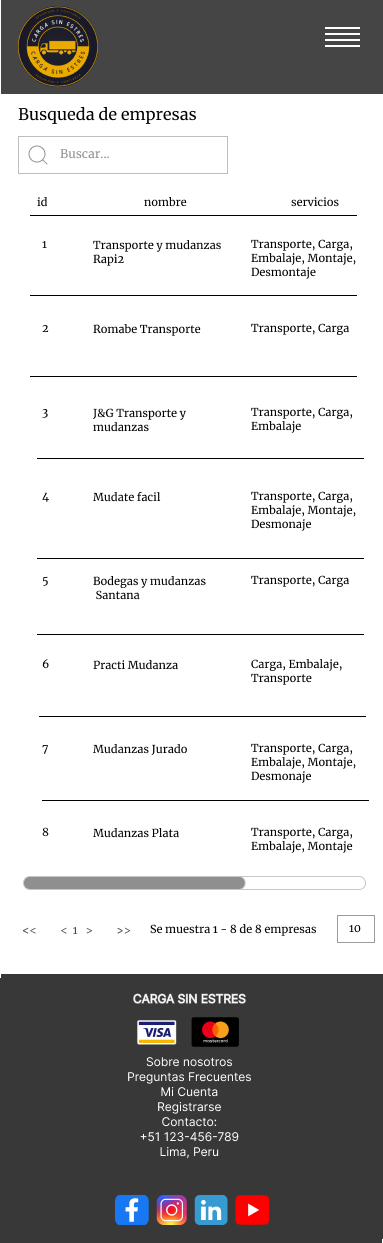 CARGA SIN ESTRES
CARGA SIN ESTRES
Busqueda de empresas
Buscar...
id nombre servicios
1 Transporte y mudanzas Transporte, Carga,
Rapi2 Embalaje, Montaje,
Desmontaje
2 Romabe Transporte Transporte, Carga
3 J&G Transporte y Transporte, Carga,
mudanzas Embalaje
4 Mudate facil Transporte, Carga,
Embalaje, Montaje,
Desmonaje
5 Bodegas y mudanzas Transporte, Carga
Santana
6 Practi Mudanza Carga, Embalaje,
Transporte
7 Mudanzas Jurado Transporte, Carga,
Embalaje, Montaje,
Desmonaje
8 Mudanzas Plata Transporte, Carga,
Embalaje, Montaje
<< < 1 > >> Se muestra 1 - 8 de 8 empresas 10
CARGA SIN ESTRES
VISA mastercard
Sobre nosotros
Preguntas Frecuentes
Mi Cuenta
Registrarse
Contacto:
+51 123-456-789
Lima, Peru
f in